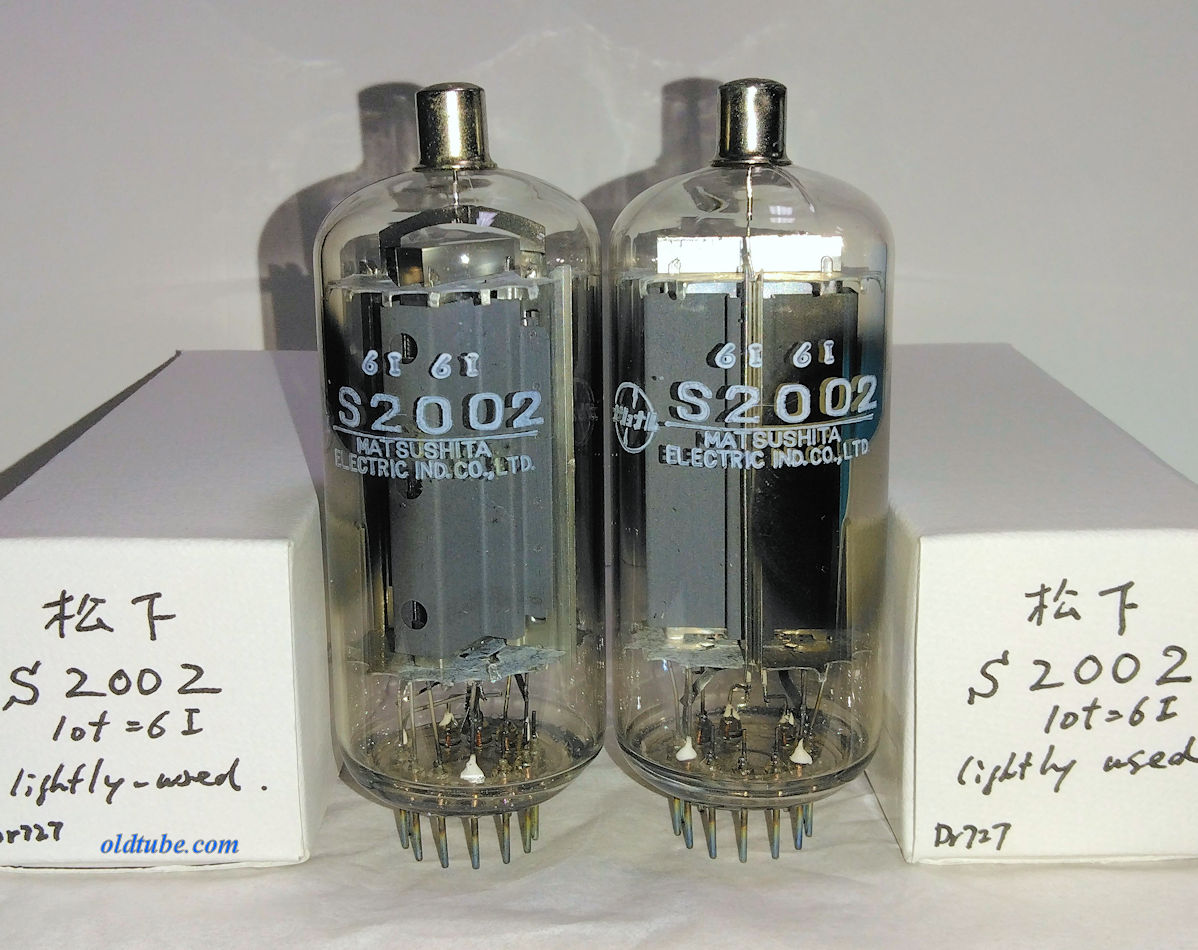 6I 6I
S2002
MATSUSHITA
ELECTRIC IND.CO.,LTD.
6I 6I
S2002
MATSUSHITA
ELECTRIC IND.CO.,LTD.
松下
S2002
lot=6I
lightly-used.
Dr727
oldtube.com
松下
S2002
lot=6I
lightly used
Dr727